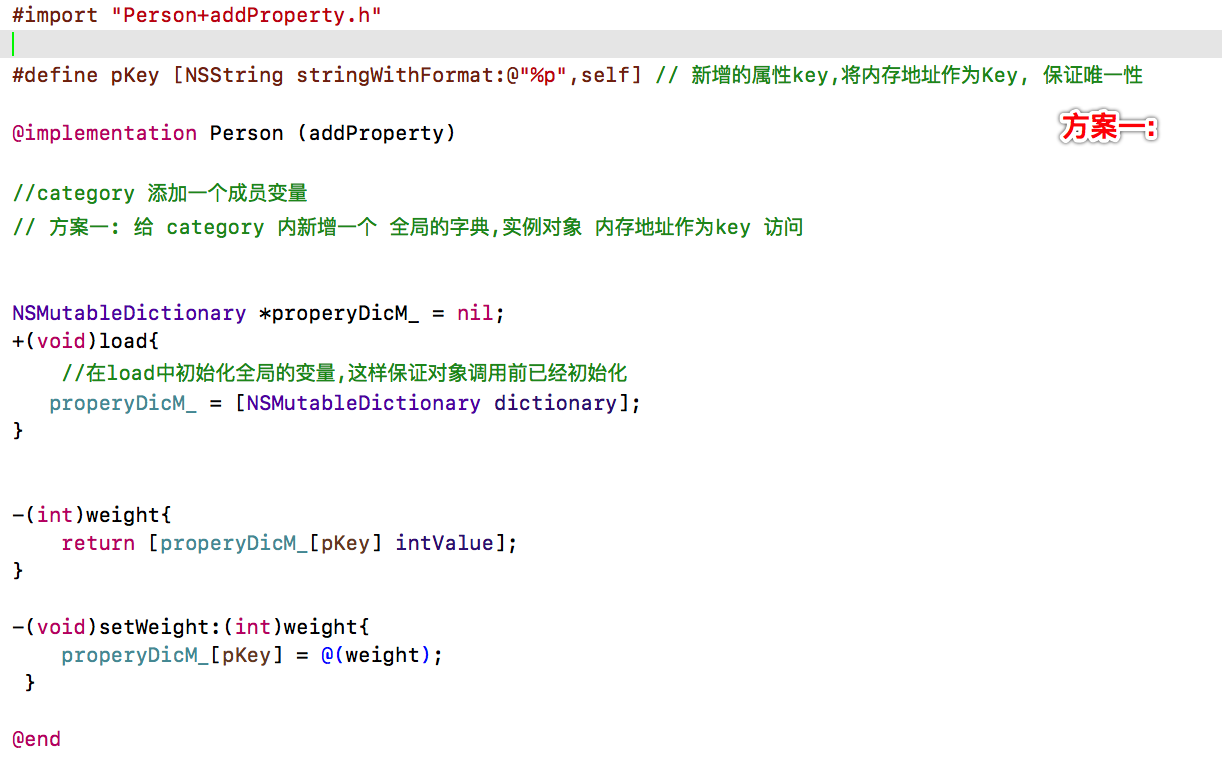 #import "Person+addProperty.h"
#define pKey [NSString stringWithFormat:@"%p",self] // 新增的属性key,将内存地址作为Key, 保证唯一性
@implementation Person (addProperty)
方案一:
//category 添加一个成员变量
// 方案一: 给 category 内新增一个 全局的字典,实例对象 内存地址作为key 访问
NSMutableDictionary *properyDicM_ = nil;
+(void)load{
//在load中初始化全局的变量,这样保证对象调用前已经初始化
properyDicM_ = [NSMutableDictionary dictionary];
}
-(int)weight{
return [properyDicM_[pKey] intValue];
}
-(void)setWeight:(int)weight{
properyDicM_[pKey] = @(weight);
}
@end